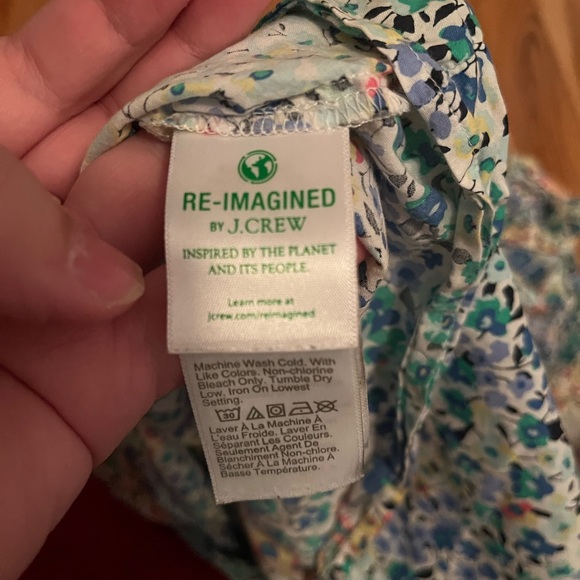 RE-IMAGINED
BY J.CREW
INSPIRED BY THE PLANET
AND ITS PEOPLE.
Learn more at
jcrew.com/reimagined
Machine Wash Cold. With
Like Colors. Non-chlorine
Bleach Only. Tumble Dry
Low. Iron On Lowest
Setting.
30
Laver À La Machine À
L'eau Froide. Laver En
Séparant Les Couleurs.
Seulement Agent De
Blanchiment Non-chlore.
Sécher À La Machine À
Basse Température.